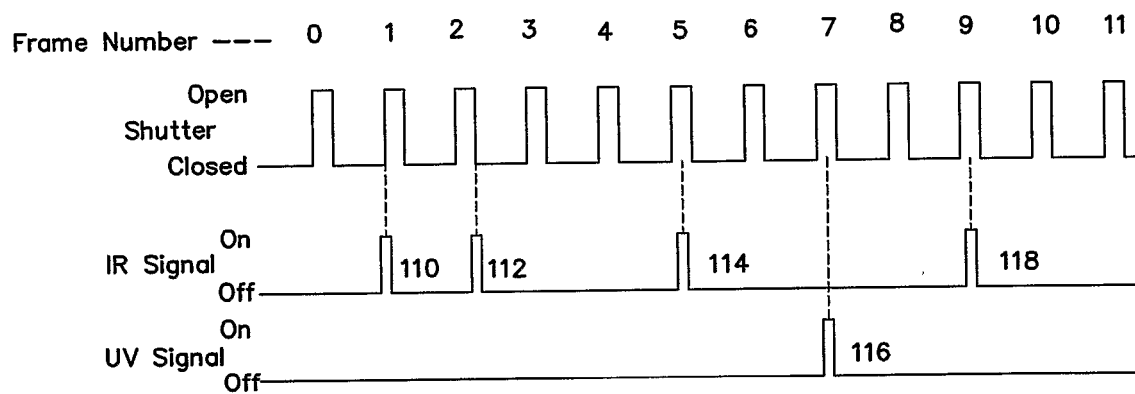 Frame Number --- 0 1 2 3 4 5 6 7 8 9 10 11
Open
Shutter
Closed
On
IR Signal 110 112 114 118
Off
On
UV Signal 116
Off